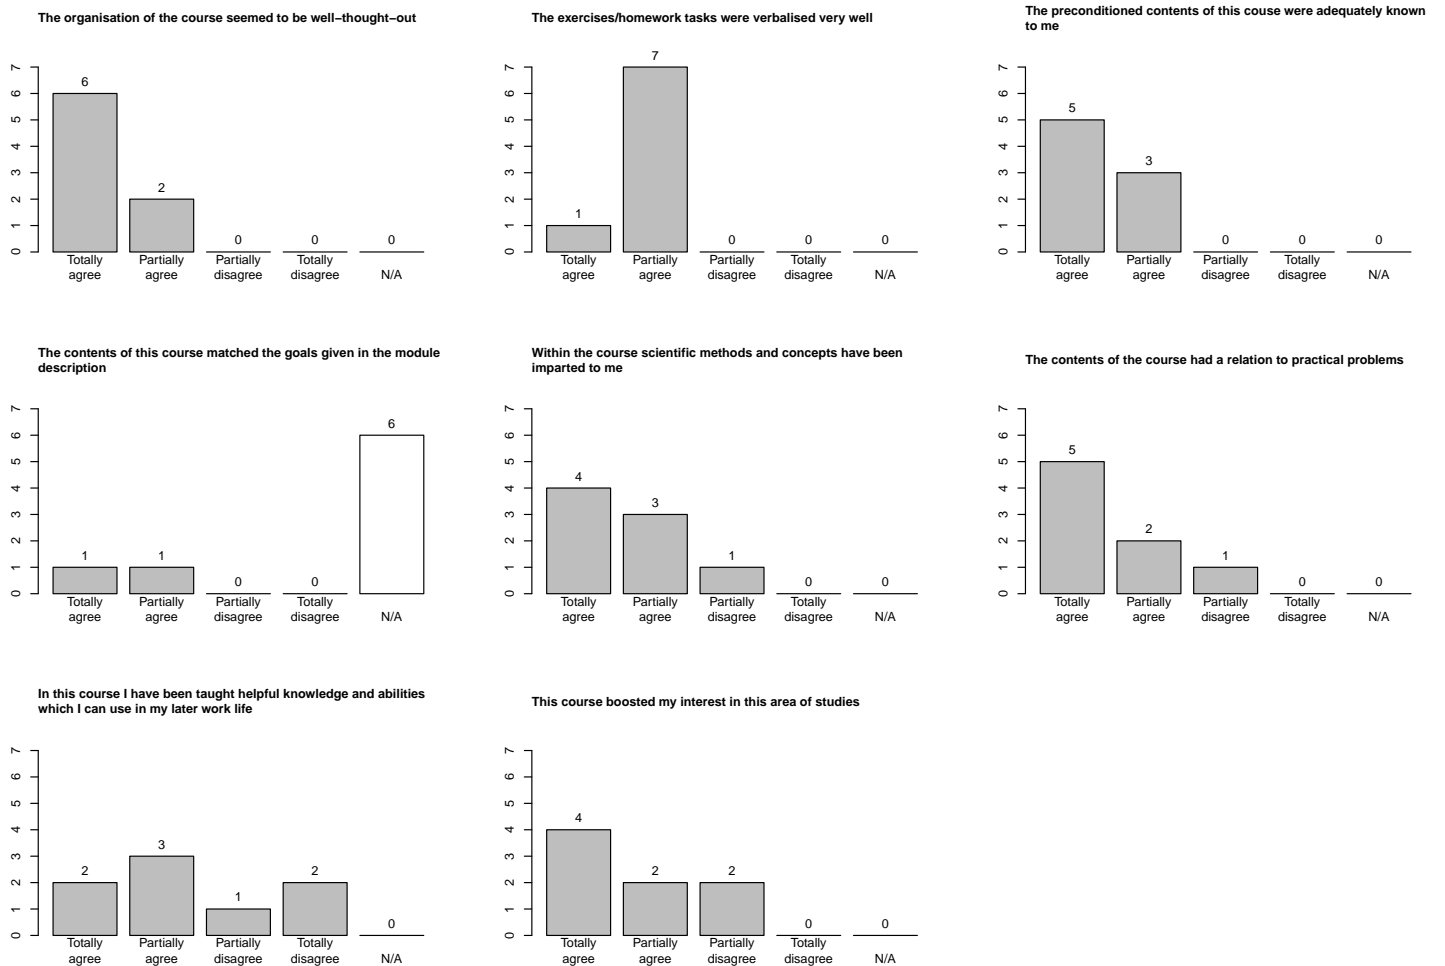 The organisation of the course seemed to be well−thought−out
7
6
5
4
3
2
1
0
6
2
0
0
0
Totally agree
Partially agree
Partially disagree
Totally disagree
N/A
The exercises/homework tasks were verbalised very well
7
6
5
4
3
2
1
0
1
7
0
0
0
Totally agree
Partially agree
Partially disagree
Totally disagree
N/A
The preconditioned contents of this couse were adequately known
to me
7
6
5
4
3
2
1
0
5
3
0
0
0
Totally agree
Partially agree
Partially disagree
Totally disagree
N/A
The contents of this course matched the goals given in the module
description
7
6
5
4
3
2
1
0
1
1
0
0
6
Totally agree
Partially agree
Partially disagree
Totally disagree
N/A
Within the course scientific methods and concepts have been
imparted to me
7
6
5
4
3
2
1
0
4
3
1
0
0
Totally agree
Partially agree
Partially disagree
Totally disagree
N/A
The contents of the course had a relation to practical problems
7
6
5
4
3
2
1
0
5
2
1
0
0
Totally agree
Partially agree
Partially disagree
Totally disagree
N/A
In this course I have been taught helpful knowledge and abilities
which I can use in my later work life
7
6
5
4
3
2
1
0
2
3
1
2
0
Totally agree
Partially agree
Partially disagree
Totally disagree
N/A
This course boosted my interest in this area of studies
7
6
5
4
3
2
1
0
4
2
2
0
0
Totally agree
Partially agree
Partially disagree
Totally disagree
N/A